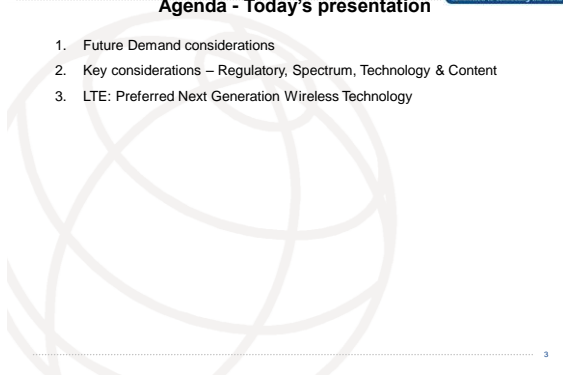 Agenda - Today's presentation
1. Future Demand considerations
2. Key considerations – Regulatory, Spectrum, Technology & Content
3. LTE: Preferred Next Generation Wireless Technology
3